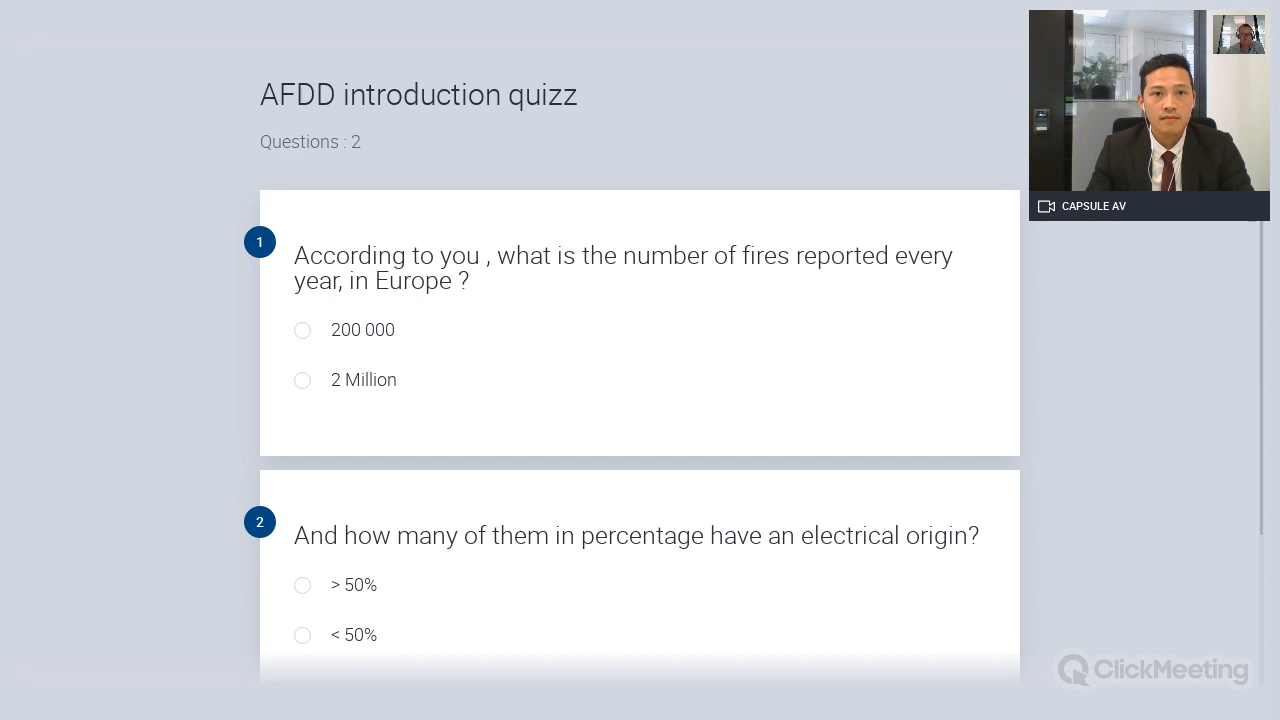 AFDD introduction quizz
Questions : 2
CAPSULE AV
1
According to you , what is the number of fires reported every
year, in Europe ?
200 000
2 Million
2
And how many of them in percentage have an electrical origin?
> 50%
< 50%
ClickMeeting